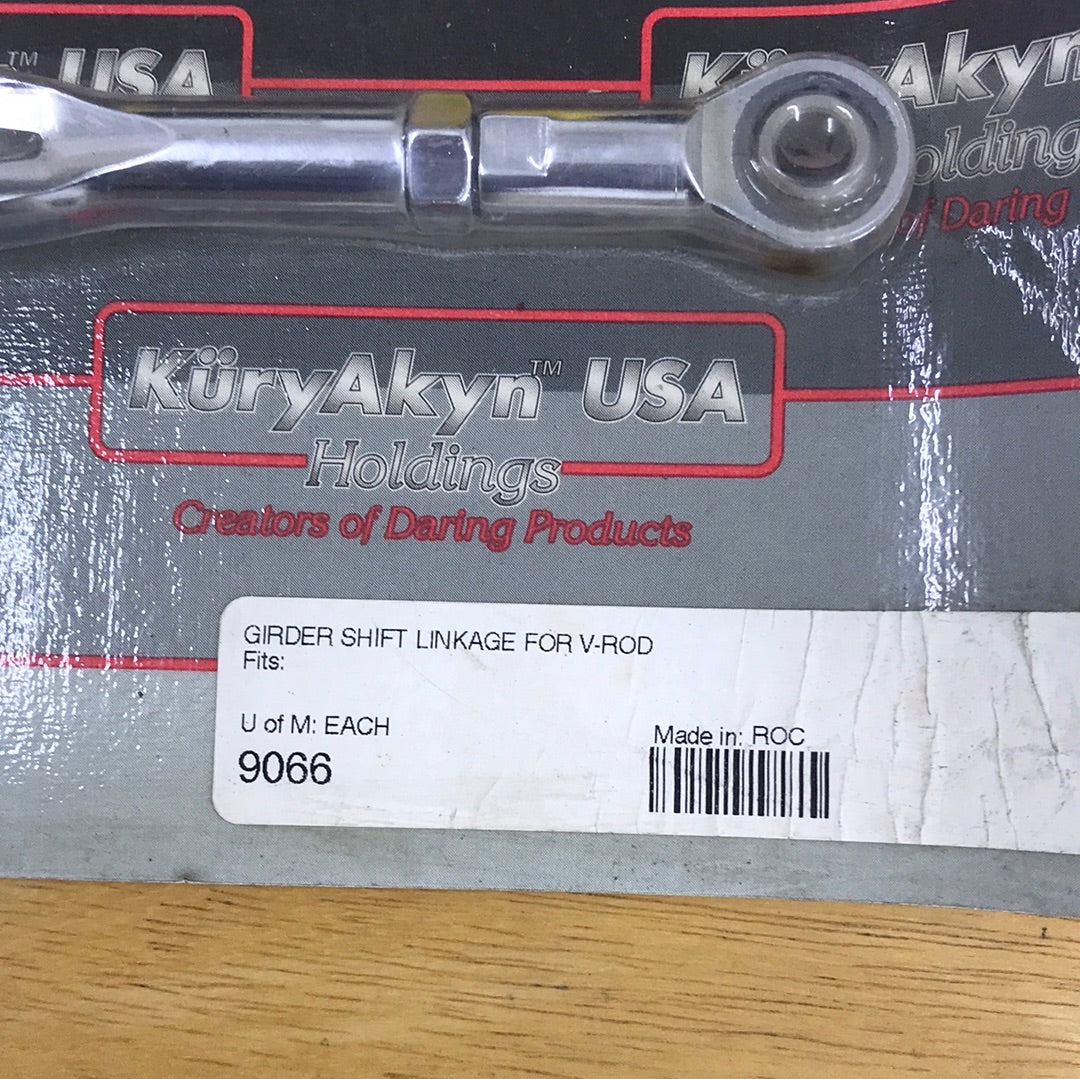 ™ USA
KüryAkyn
Holding
of Daring
KüryAkyn™ USA
Holdings
Creators of Daring Products
GIRDER SHIFT LINKAGE FOR V-ROD
Fits:
U of M: EACH
Made in: ROC
9066